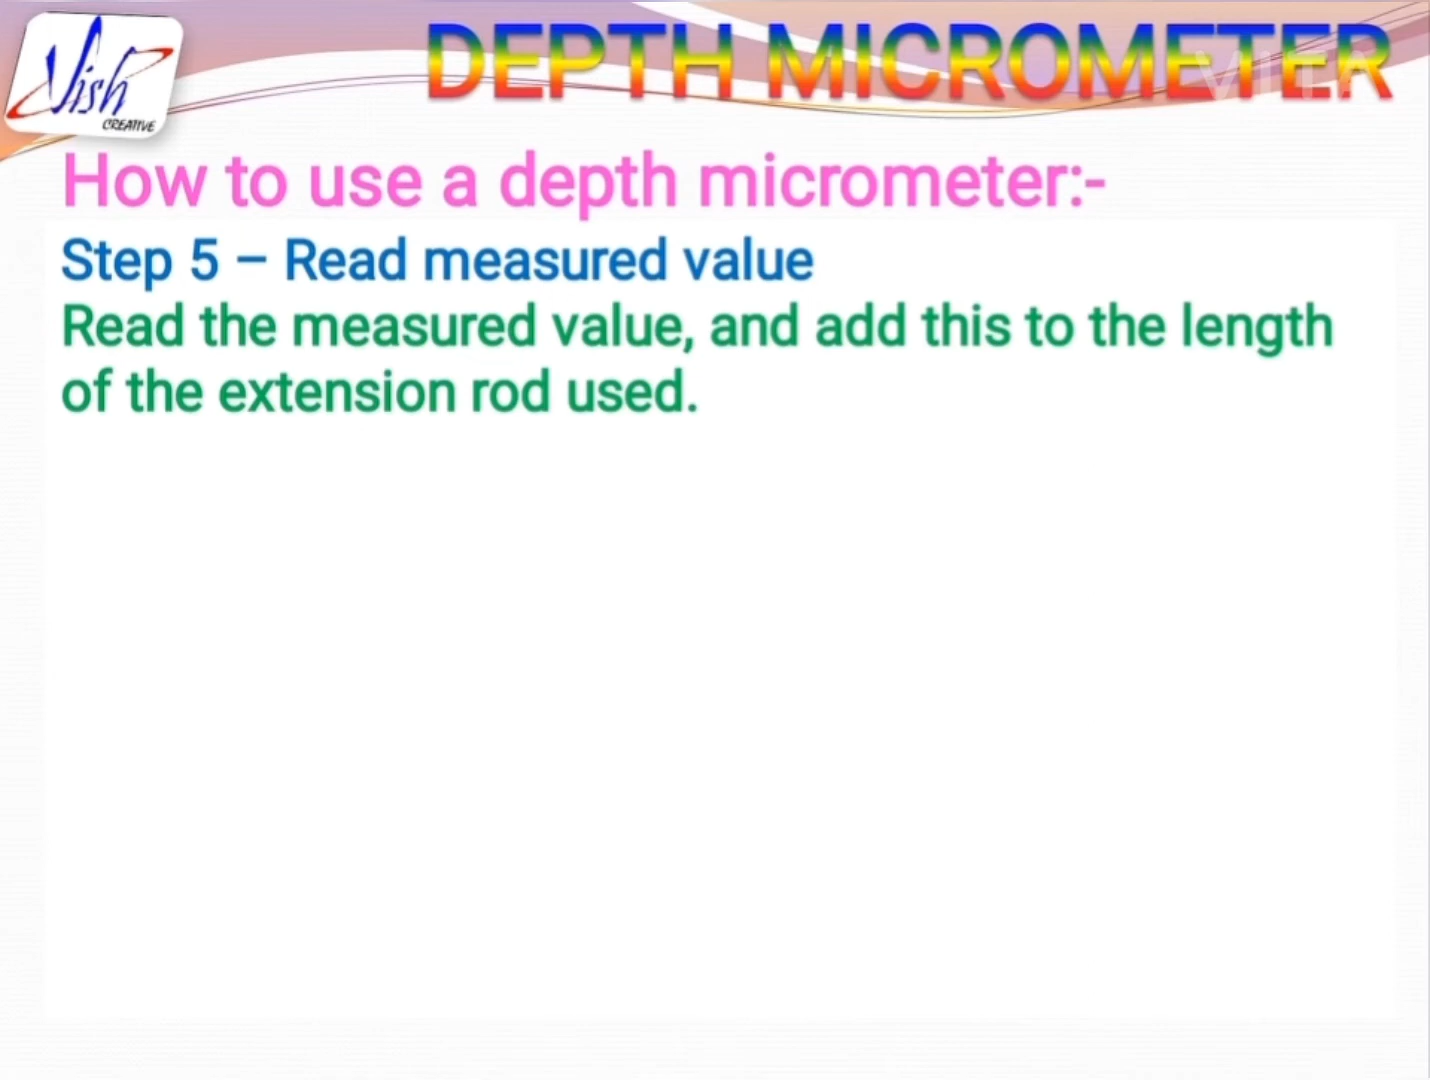 Vish
CREATIVE
DEPTH MICROMETER
VITA
How to use a depth micrometer:-
Step 5 – Read measured value
Read the measured value, and add this to the length
of the extension rod used.